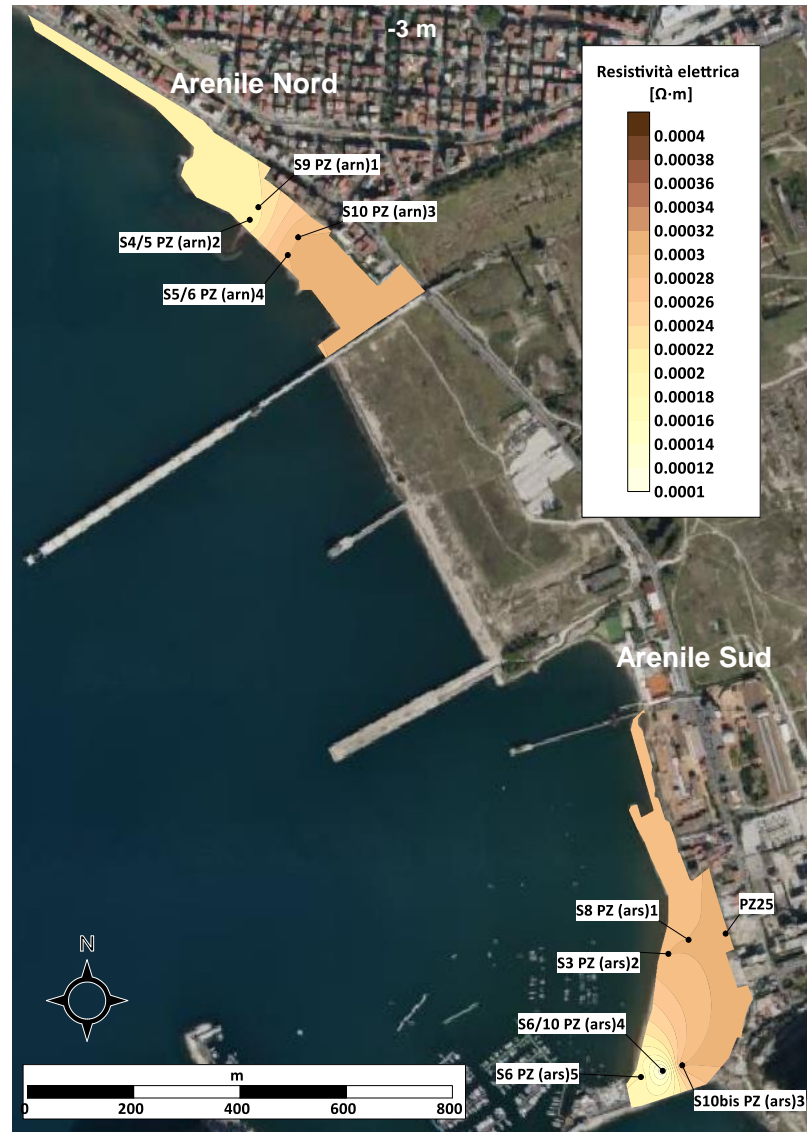 -3 m
Arenile Nord
Resistività elettrica
[Ω·m]
0.0004
0.00038
0.00036
0.00034
0.00032
0.0003
0.00028
0.00026
0.00024
0.00022
0.0002
0.00018
0.00016
0.00014
0.00012
0.0001
S9 PZ (arn)1
S10 PZ (arn)3
S4/5 PZ (arn)2
S5/6 PZ (arn)4
Arenile Sud
S8 PZ (ars)1
PZ25
S3 PZ (ars)2
S6/10 PZ (ars)4
S6 PZ (ars)5
S10bis PZ (ars)3
N
m
0 200 400 600 800